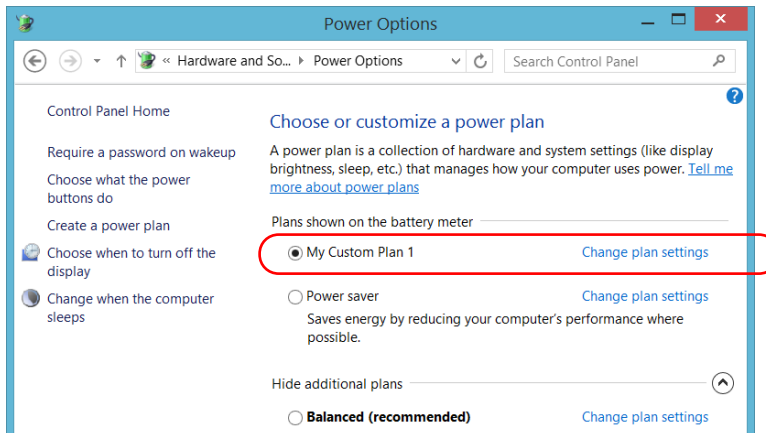 Power Options
« Hardware and So... Power Options
Search Control Panel
Control Panel Home
Require a password on wakeup
Choose what the power
buttons do
Create a power plan
Choose when to turn off the
display
Change when the computer
sleeps
?
Choose or customize a power plan
A power plan is a collection of hardware and system settings (like display
brightness, sleep, etc.) that manages how your computer uses power. Tell me
more about power plans
Plans shown on the battery meter
My Custom Plan 1 Change plan settings
Power saver Change plan settings
Saves energy by reducing your computer's performance where
possible.
Hide additional plans
Balanced (recommended) Change plan settings